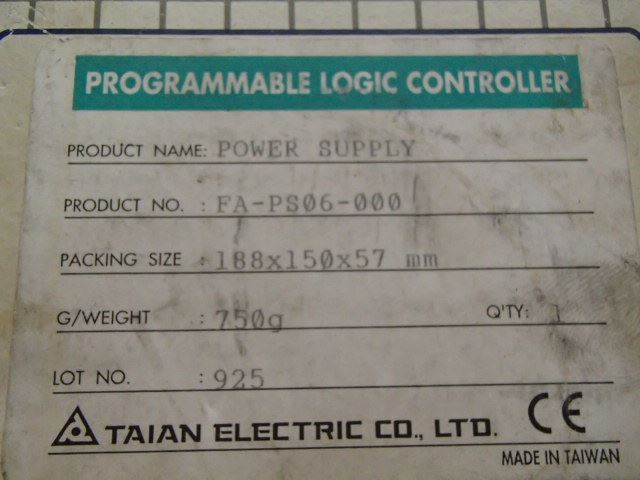 PROGRAMMABLE LOGIC CONTROLLER
PRODUCT NAME: POWER SUPPLY
PRODUCT NO. : FA-PS06-000
PACKING SIZE : 188x150x57 mm
G/WEIGHT : 750g Q'TY: 1
LOT NO. : 925
TAIAN ELECTRIC CO., LTD. CE
MADE IN TAIWAN